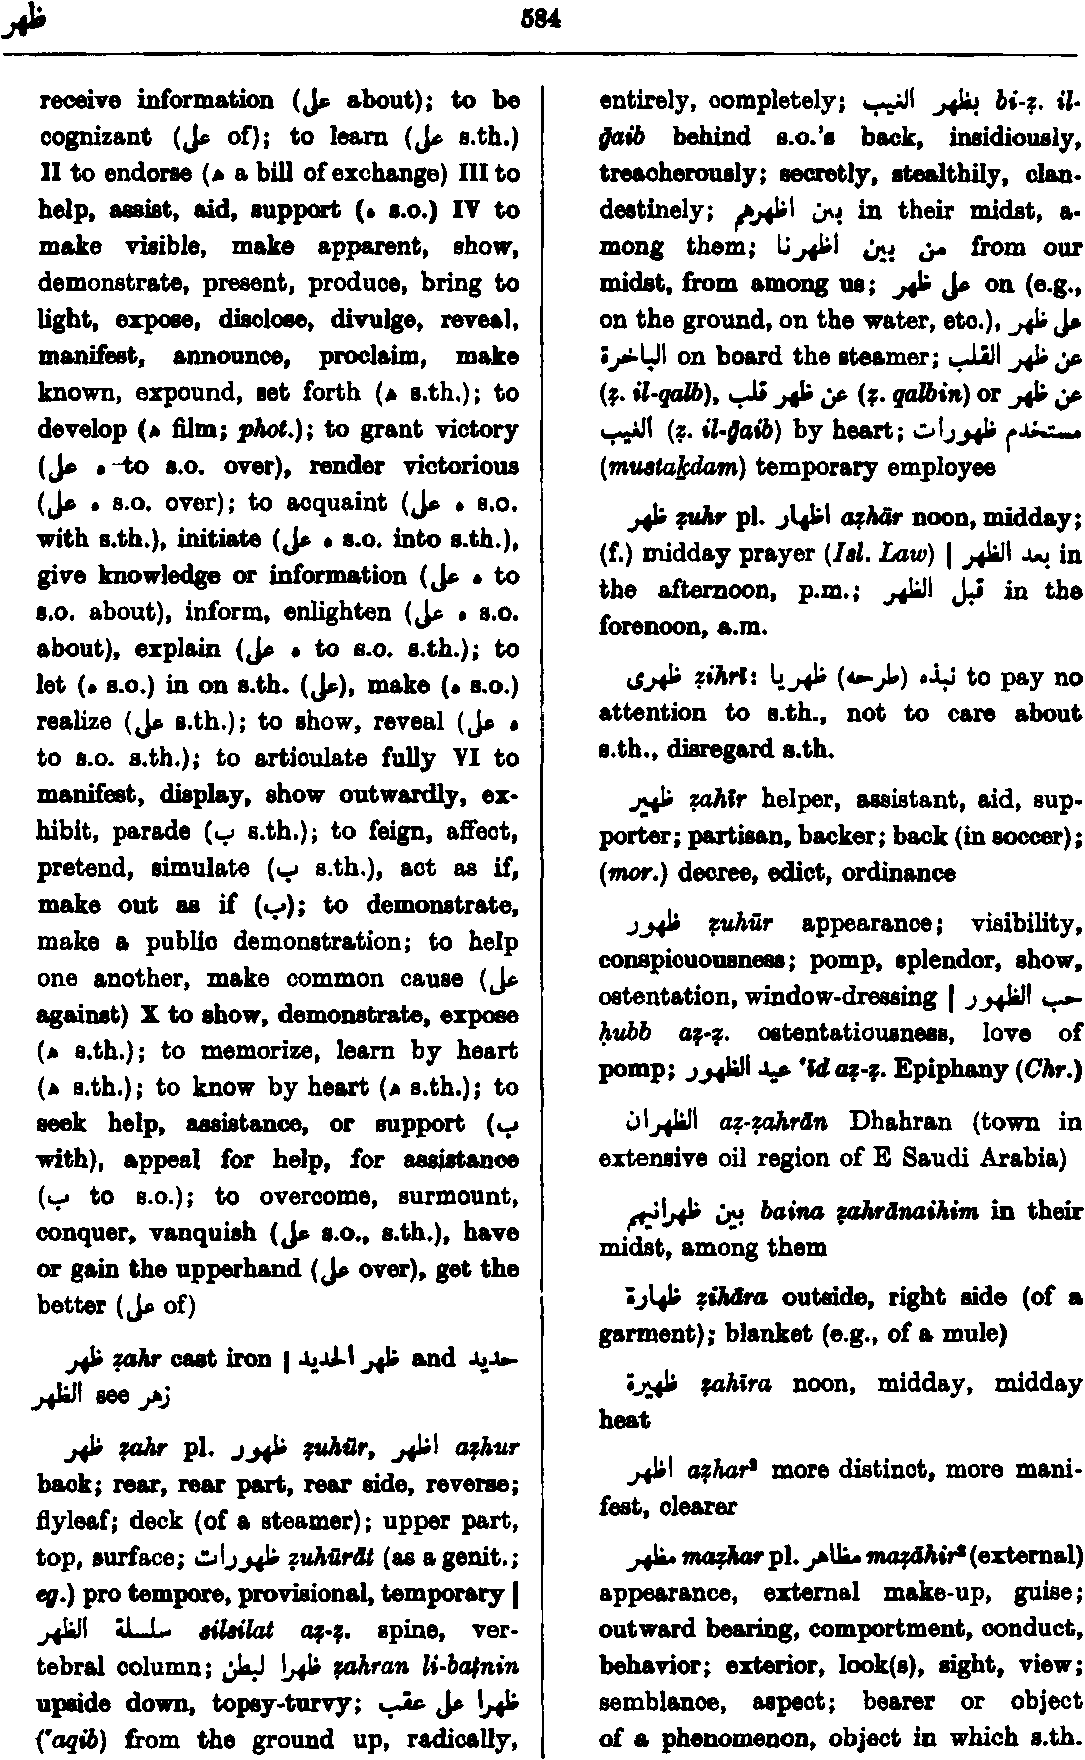 ظهر
584
receive information (على about); to be
cognizant (على of); to learn (على s.th.)
II to endorse (ه a bill of exchange) III to
help, assist, aid, support (ه s.o.) IV to
make visible, make apparent, show,
demonstrate, present, produce, bring to
light, expose, disclose, divulge, reveal,
manifest, announce, proclaim, make
known, expound, set forth (ه s.th.); to
develop (ه film; phot.); to grant victory
(ه على to s.o. over), render victorious
(ه على s.o. over); to acquaint (ه على s.o.
with s.th.), initiate (ه على s.o. into s.th.),
give knowledge or information (ه على to
s.o. about), inform, enlighten (ه على s.o.
about), explain (ه على to s.o. s.th.); to
let (ه s.o.) in on s.th. (على), make (ه s.o.)
realize (على s.th.); to show, reveal (ه على
to s.o. s.th.); to articulate fully VI to
manifest, display, show outwardly, ex-
hibit, parade (ب s.th.); to feign, affect,
pretend, simulate (ب s.th.), act as if,
make out as if (ب); to demonstrate,
make a public demonstration; to help
one another, make common cause (على
against) X to show, demonstrate, expose
(ه s.th.); to memorize, learn by heart
(ه s.th.); to know by heart (ه s.th.); to
seek help, assistance, or support (ب
with), appeal for help, for assistance
(ب to s.o.); to overcome, surmount,
conquer, vanquish (على s.o., s.th.), have
or gain the upperhand (على over), get the
better (على of)
ظهر ẓahr cast iron | ظهر الحديد and حديد
الظهر see زهر
ظهر ẓahr pl. ظهور ẓuhūr, اظهر aẓhur
back; rear, rear part, rear side, reverse;
flyleaf; deck (of a steamer); upper part,
top, surface; ظهورات ẓuhūrāt (as a genit.;
eg.) pro tempore, provisional, temporary |
سلسلة الظهر silsilat aẓ-ẓ. spine, ver-
tebral column; ظهرا لبطن ẓahran li-baṭnin
upside down, topsy-turvy; ظهرا على عقب
(ʿaqib) from the ground up, radically,
entirely, completely; بظهر الغيب bi-ẓ. il-
ḡaib behind s.o.'s back, insidiously,
treacherously; secretly, stealthily, clan-
destinely; بين اظهرهم in their midst, a-
mong them; من بين اظهرنا from our
midst, from among us; على ظهر on (e.g.,
on the ground, on the water, etc.), على ظهر
الباخرة on board the steamer; عن ظهر القلب
(ẓ. il-qalb), عن ظهر قلب (ẓ. qalbin) or عن ظهر
الغيب (ẓ. il-ḡaib) by heart; مستخدم ظهورات
(mustaḵdam) temporary employee
ظهر ẓuhr pl. اظهار aẓhār noon, midday;
(f.) midday prayer (Isl. Law) | بعد الظهر in
the afternoon, p.m.; قبل الظهر in the
forenoon, a.m.
ظهرى ẓihrī: نبذه (طرحه) ظهريا to pay no
attention to s.th., not to care about
s.th., disregard s.th.
ظهير ẓahīr helper, assistant, aid, sup-
porter; partisan, backer; back (in soccer);
(mor.) decree, edict, ordinance
ظهور ẓuhūr appearance; visibility,
conspicuousness; pomp, splendor, show,
ostentation, window-dressing | حب الظهور
ḥubb aẓ-ẓ. ostentatiousness, love of
pomp; عيد الظهور ʿīd aẓ-ẓ. Epiphany (Chr.)
الظهران aẓ-ẓahrān Dhahran (town in
extensive oil region of E Saudi Arabia)
بين ظهرانيهم baina ẓahrānaihim in their
midst, among them
ظهارة ẓihāra outside, right side (of a
garment); blanket (e.g., of a mule)
ظهيرة ẓahīra noon, midday, midday
heat
اظهر aẓhar² more distinct, more mani-
fest, clearer
مظهر maẓhar pl. مظاهر maẓāhir² (external)
appearance, external make-up, guise;
outward bearing, comportment, conduct,
behavior; exterior, look(s), sight, view;
semblance, aspect; bearer or object
of a phenomenon, object in which s.th.